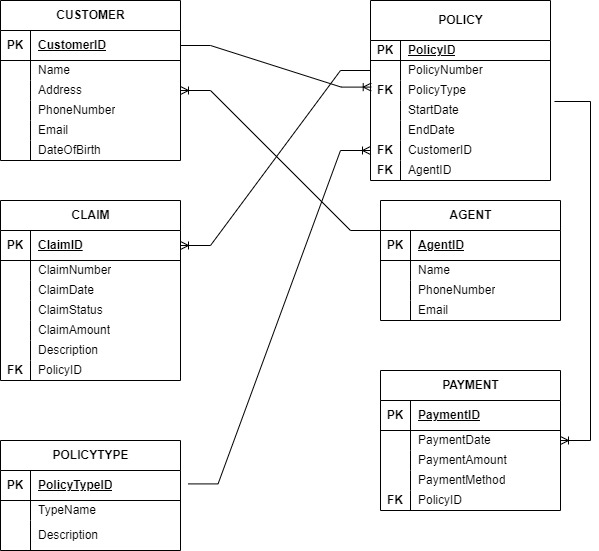 CUSTOMER
PK CustomerID
Name
Address
PhoneNumber
Email
DateOfBirth
POLICY
PK PolicyID
PolicyNumber
FK PolicyType
StartDate
EndDate
FK CustomerID
FK AgentID
CLAIM
PK ClaimID
ClaimNumber
ClaimDate
ClaimStatus
ClaimAmount
Description
FK PolicyID
AGENT
PK AgentID
Name
PhoneNumber
Email
PAYMENT
PK PaymentID
PaymentDate
PaymentAmount
PaymentMethod
FK PolicyID
POLICYTYPE
PK PolicyTypeID
TypeName
Description